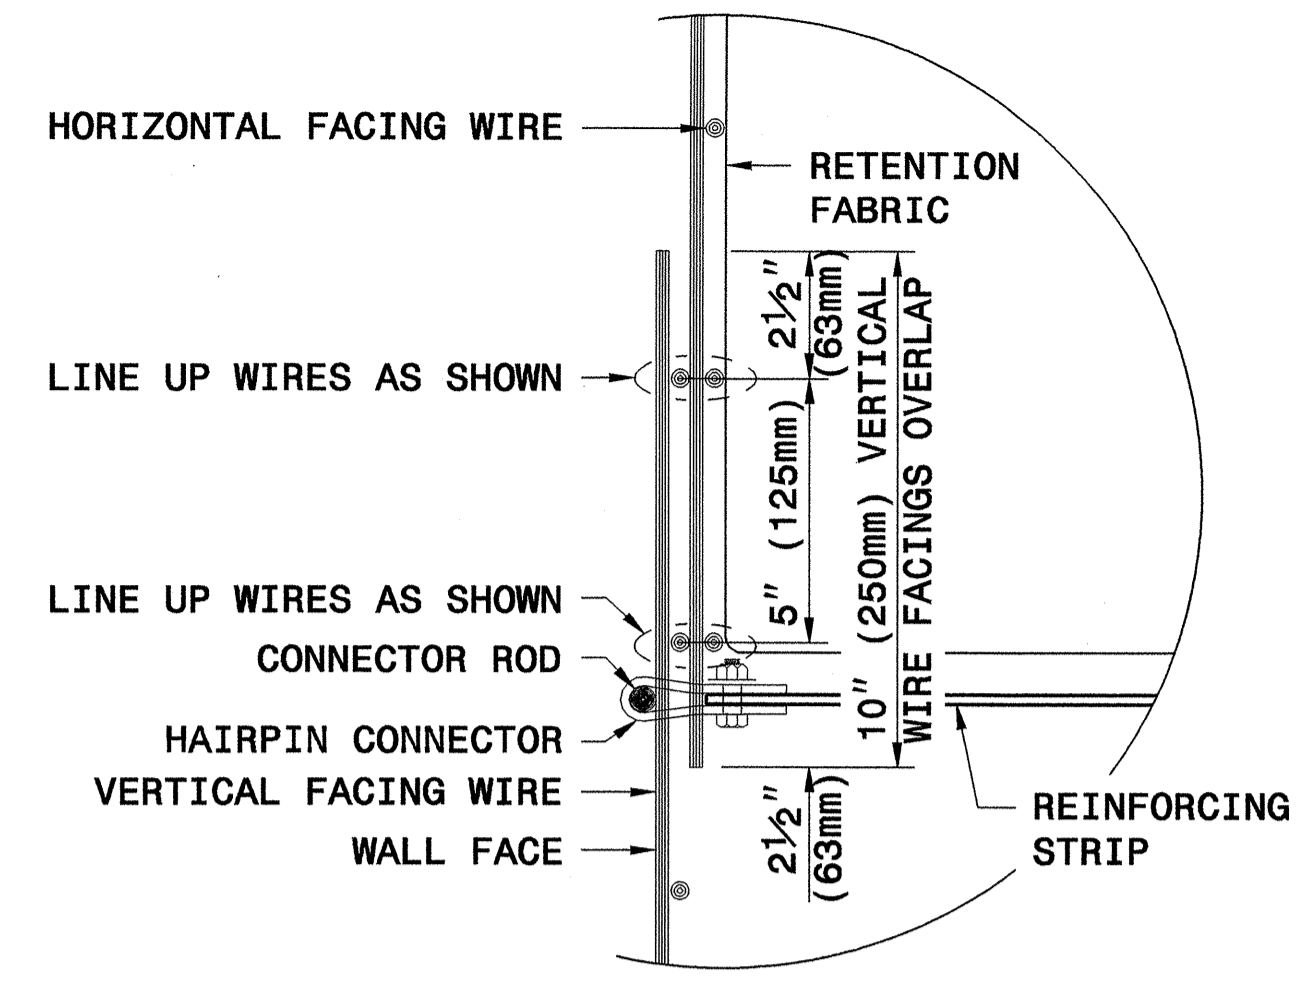 HORIZONTAL FACING WIRE
RETENTION
FABRIC
2½"
(63mm)
LINE UP WIRES AS SHOWN
5" (125mm)
10" (250mm) VERTICAL
WIRE FACINGS OVERLAP
LINE UP WIRES AS SHOWN
CONNECTOR ROD
HAIRPIN CONNECTOR
VERTICAL FACING WIRE
WALL FACE
2½"
(63mm)
REINFORCING
STRIP